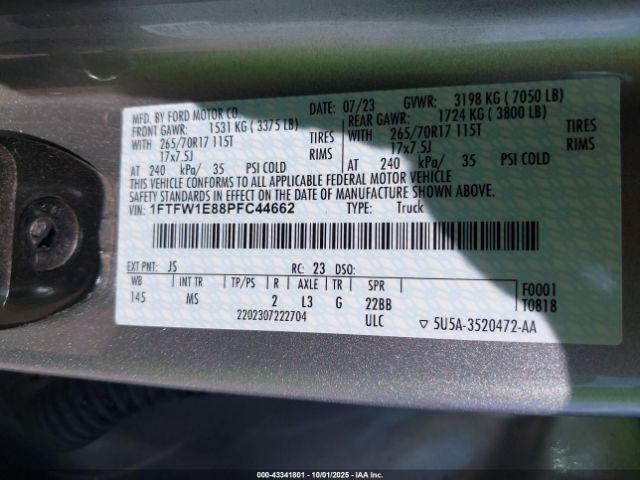 MFD. BY FORD MOTOR CO.
DATE: 07/23 GVWR: 3198 KG ( 7050 LB)
FRONT GAWR: 1531 KG ( 3375 LB) REAR GAWR: 1724 KG ( 3800 LB)
WITH 265/70R17 115T TIRES WITH 265/70R17 115T TIRES
17x7.5J RIMS 17x7.5J RIMS
AT 240 kPa/ 35 PSI COLD AT 240 kPa/ 35 PSI COLD
THIS VEHICLE CONFORMS TO ALL APPLICABLE FEDERAL MOTOR VEHICLE
SAFETY STANDARDS IN EFFECT ON THE DATE OF MANUFACTURE SHOWN ABOVE.
VIN: 1FTFW1E88PFC44662 TYPE: Truck
EXT PNT: JS RC: 23 DSO:
WB INT TR TP/PS R AXLE TR SPR F0001
145 MS 2 L3 G 22BB T0818
2202307222704 ULC ▽ 5U5A-3520472-AA
00-43341801 - 10/01/2025 - IAAI.COM